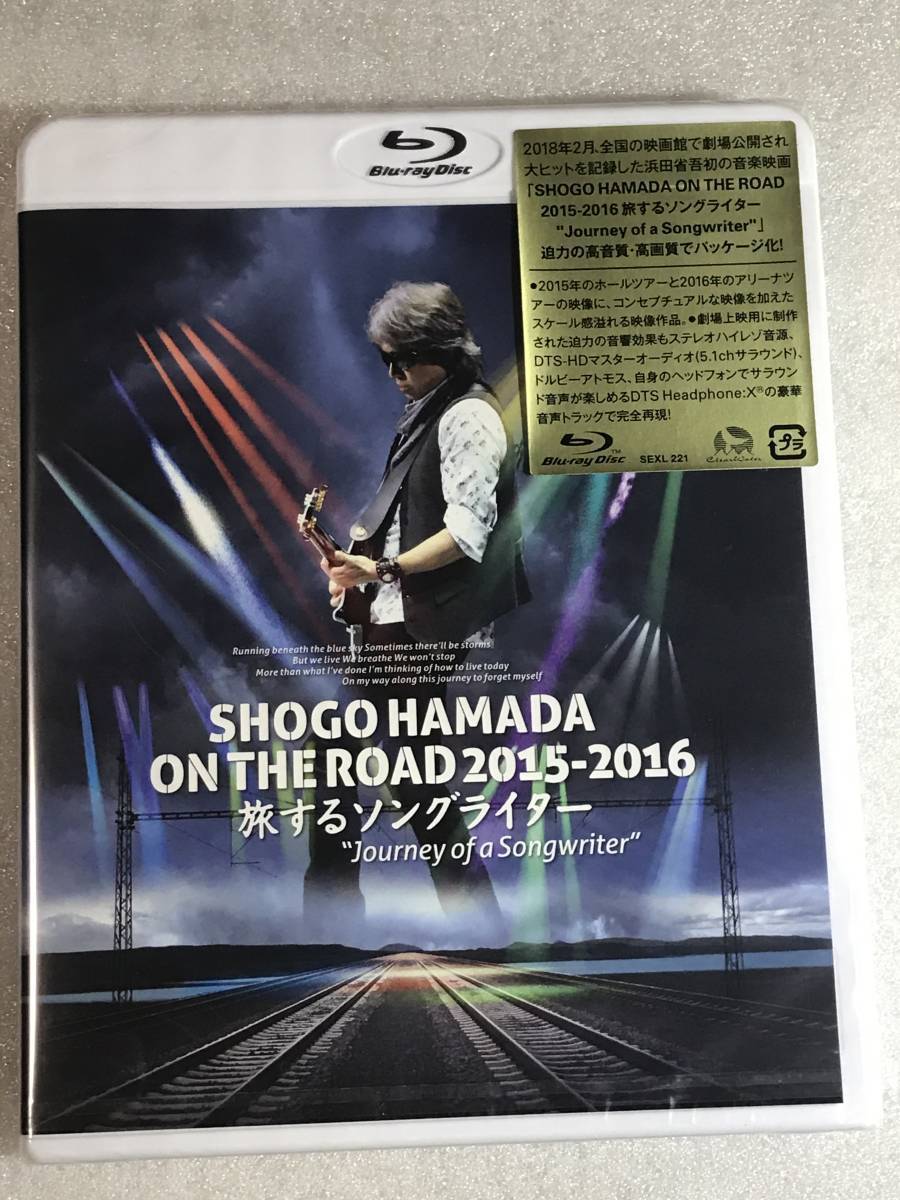 Blu-ray Disc
2018年2月、全国の映画館で劇場公開され
大ヒットを記録した浜田省吾初の音楽映画
「SHOGO HAMADA ON THE ROAD
2015-2016 旅するソングライター
"Journey of a Songwriter"」
迫力の高音質・高画質でパッケージ化!
●2015年のホールツアーと2016年のアリーナツ
アーの映像に、コンセプチュアルな映像を加えた
スケール感溢れる映像作品。●劇場上映用に制作
された迫力の音響効果もステレオハイレゾ音源、
DTS-HDマスターオーディオ(5.1chサラウンド)、
ドルビーアトモス、自身のヘッドフォンでサラウン
ド音声が楽しめるDTS Headphone:X®の豪華
音声トラックで完全再現!
Blu-ray Disc™ SEXL 221 ClearWater プラ
Running beneath the blue sky Sometimes there'll be storms
But we live We breathe We won't stop
More than what I've done I'm thinking of how to live today
On my way along this journey to forget myself
SHOGO HAMADA
ON THE ROAD 2015-2016
旅するソングライター
"Journey of a Songwriter"